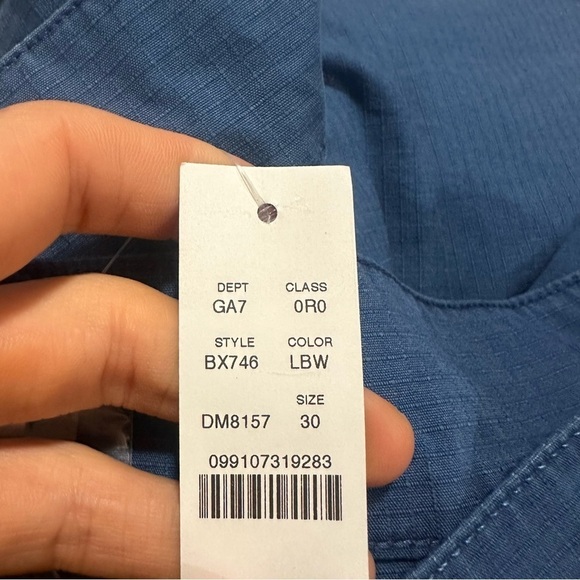 DEPT CLASS
GA7 0R0
STYLE COLOR
BX746 LBW
SIZE
DM8157 30
099107319283